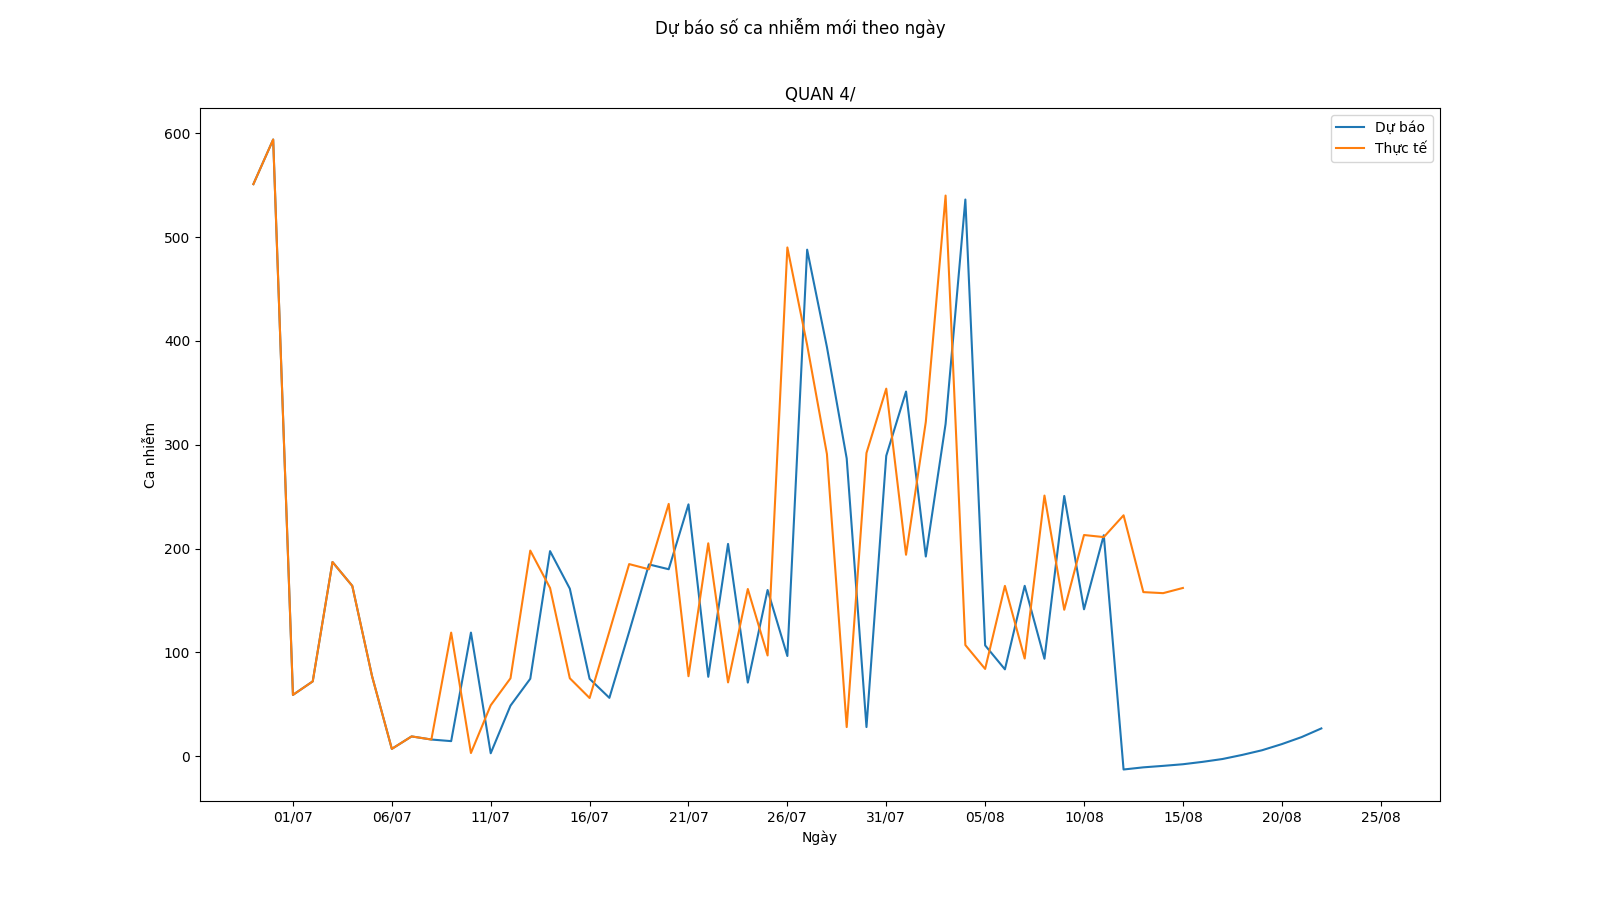 Dự báo số ca nhiễm mới theo ngày
QUAN 4/
Dự báo
Thực tế
600
500
400
300
200
100
0
Ca nhiễm
01/07 06/07 11/07 16/07 21/07 26/07 31/07 05/08 10/08 15/08 20/08 25/08
Ngày